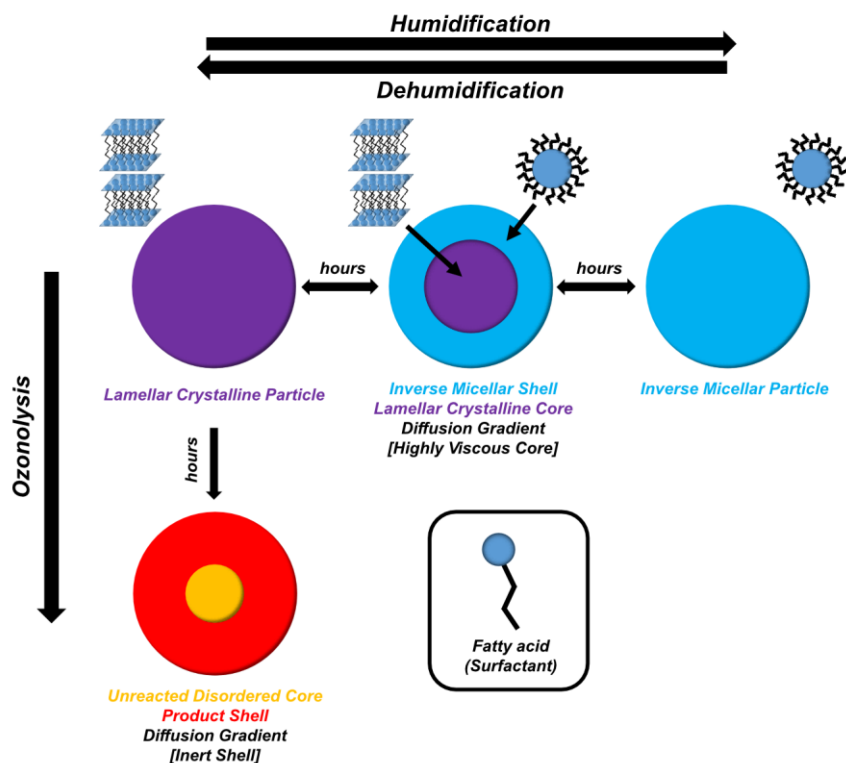 Humidification
Dehumidification
hours
hours
Ozonolysis
Lamellar Crystalline Particle
Inverse Micellar Shell
Lamellar Crystalline Core
Diffusion Gradient
[Highly Viscous Core]
Inverse Micellar Particle
hours
Fatty acid
(Surfactant)
Unreacted Disordered Core
Product Shell
Diffusion Gradient
[Inert Shell]